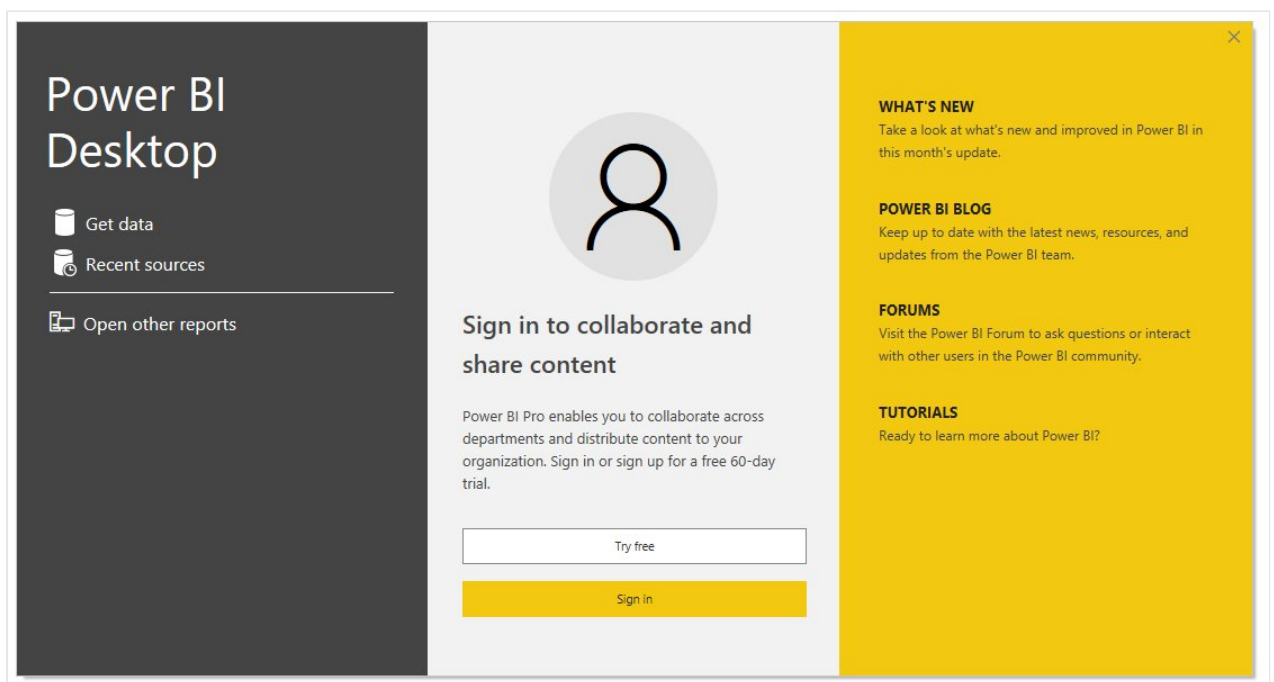 Power BI
Desktop
Get data
Recent sources
Open other reports
Sign in to collaborate and
share content
Power BI Pro enables you to collaborate across
departments and distribute content to your
organization. Sign in or sign up for a free 60-day
trial.
Try free
Sign in
WHAT'S NEW
Take a look at what's new and improved in Power BI in
this month's update.
POWER BI BLOG
Keep up to date with the latest news, resources, and
updates from the Power BI team.
FORUMS
Visit the Power BI Forum to ask questions or interact
with other users in the Power BI community.
TUTORIALS
Ready to learn more about Power BI?